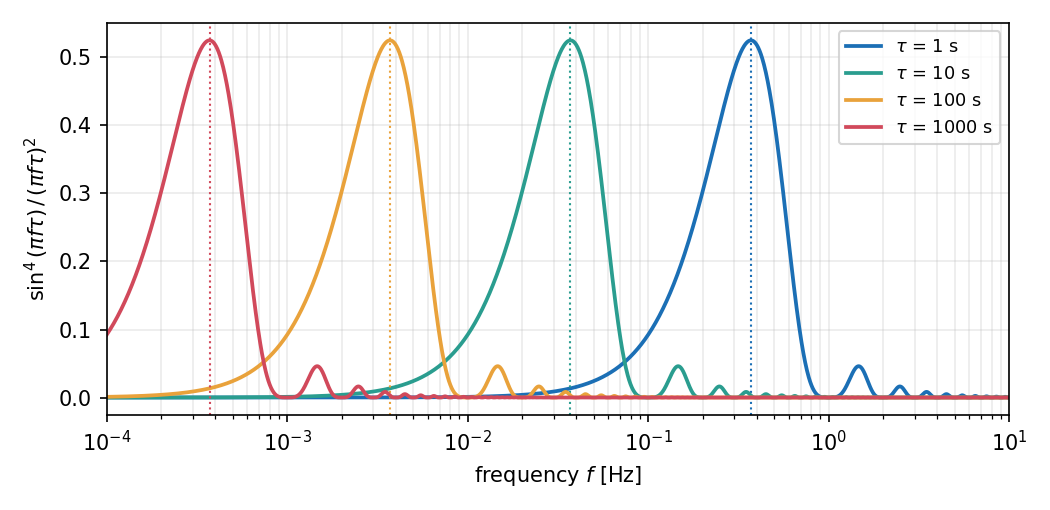 τ = 1 s
τ = 10 s
τ = 100 s
τ = 1000 s
sin⁴ (πfτ) / (πfτ)²
0.5
0.4
0.3
0.2
0.1
0.0
10⁻⁴ 10⁻³ 10⁻² 10⁻¹ 10⁰ 10¹
frequency f [Hz]